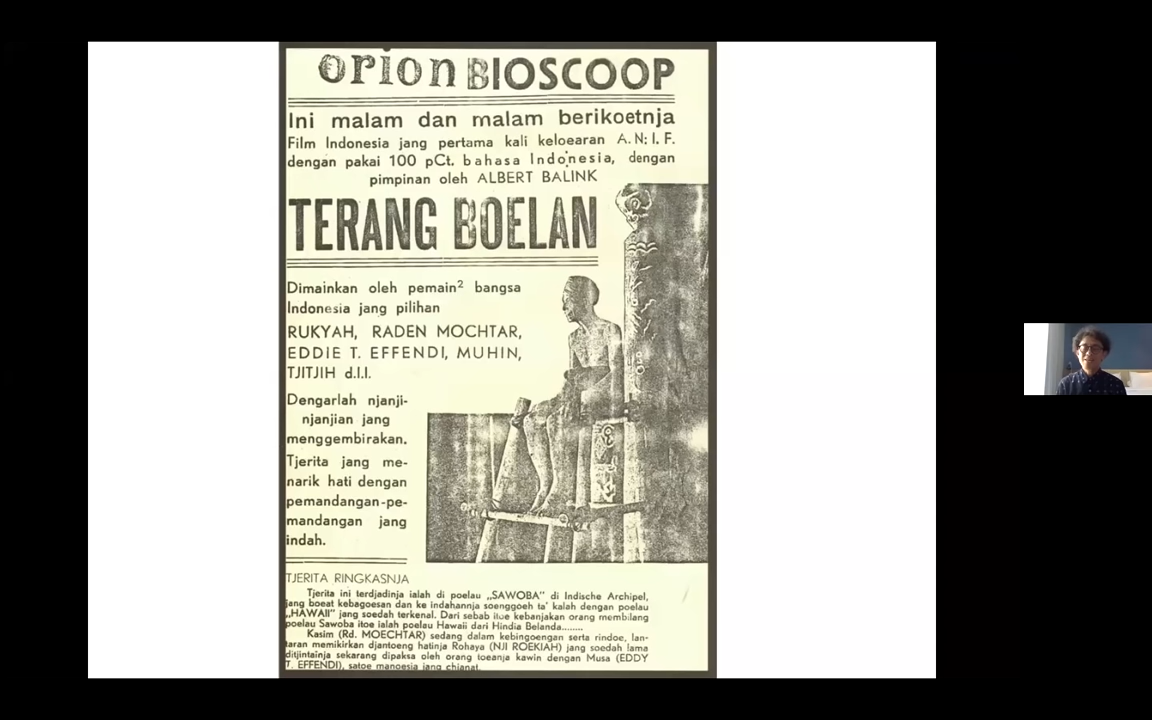 orion BIOSCOOP
Ini malam dan malam berikoetnja
Film Indonesia jang pertama kali keloearan A. N. I. F.
dengan pakai 100 pCt. bahasa Indonesia, dengan
pimpinan oleh ALBERT BALINK
TERANG BOELAN
Dimainkan oleh pemain² bangsa
Indonesia jang pilihan
RUKYAH, RADEN MOCHTAR,
EDDIE T. EFFENDI, MUHIN,
TJITJIH d.l.l.
Dengarlah njanji-
njanjian jang
menggembirakan.
Tjerita jang me-
narik hati dengan
pemandangan-pe-
mandangan jang
indah.
TJERITA RINGKASNJA
Tjerita ini terdjadinja ialah di poelau „SAWOBA" di Indische Archipel,
jang boeat kebagoesan dan ke indahannja soenggoeh ta' kalah dengan poelau
„HAWAII" jang soedah terkenal. Dari sebab itoe kebanjakan orang membilang
poelau Sawoba itoe ialah poelau Hawaii dari Hindia Belanda........
Kasim (Rd. MOECHTAR) sedang dalam kebingoengan serta rindoe, lan-
taran memikirkan djantoeng hatinja Rohaya (NJI ROEKIAH) jang soedah lama
ditjintainja sekarang dipaksa oleh orang toeanja kawin dengan Musa (EDDY
T. EFFENDI), satoe manoesia jang chianat.